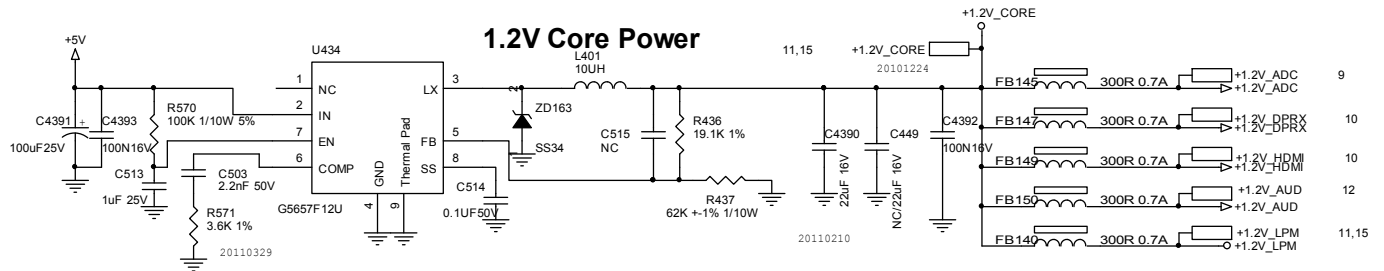 1.2V Core Power
+5V
U434
G5657F12U
1
NC
2
IN
7
EN
6
COMP
GND
4
Thermal Pad
9
LX
3
FB
5
SS
8
C4391
+
100uF25V
C4393
100N16V
R570
100K 1/10W 5%
C513
1uF 25V
C503
2.2nF 50V
R571
3.6K 1%
20110329
C514
0.1UF50V
2
ZD163
SS34
L401
10UH
C515
NC
R436
19.1K 1%
R437
62K +-1% 1/10W
C4390
22uF 16V
C449
NC/22uF 16V
C4392
100N16V
20110210
11,15
+1.2V_CORE
20101224
+1.2V_CORE
FB145
300R 0.7A
+1.2V_ADC
+1.2V_ADC
9
FB147
300R 0.7A
+1.2V_DPRX
+1.2V_DPRX
10
FB149
300R 0.7A
+1.2V_HDMI
+1.2V_HDMI
10
FB150
300R 0.7A
+1.2V_AUD
+1.2V_AUD
12
FB140
300R 0.7A
+1.2V_LPM
+1.2V_LPM
11,15